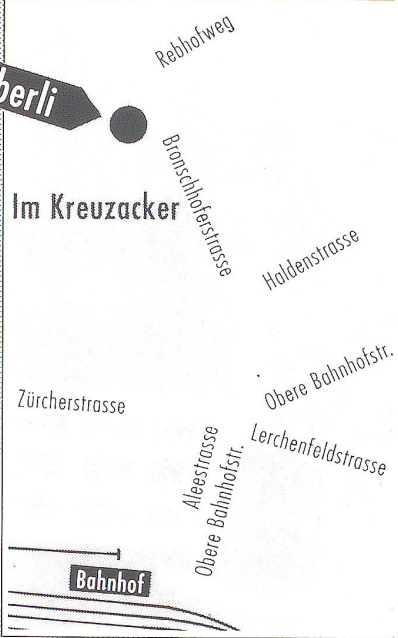 Rebhofweg
berli
Bronschhoferstrasse
Im Kreuzacker
Haldenstrasse
Obere Bahnhofstr.
Zürcherstrasse
Lerchenfeldstrasse
Aleestrasse
Obere Bahnhofstr.
Bahnhof